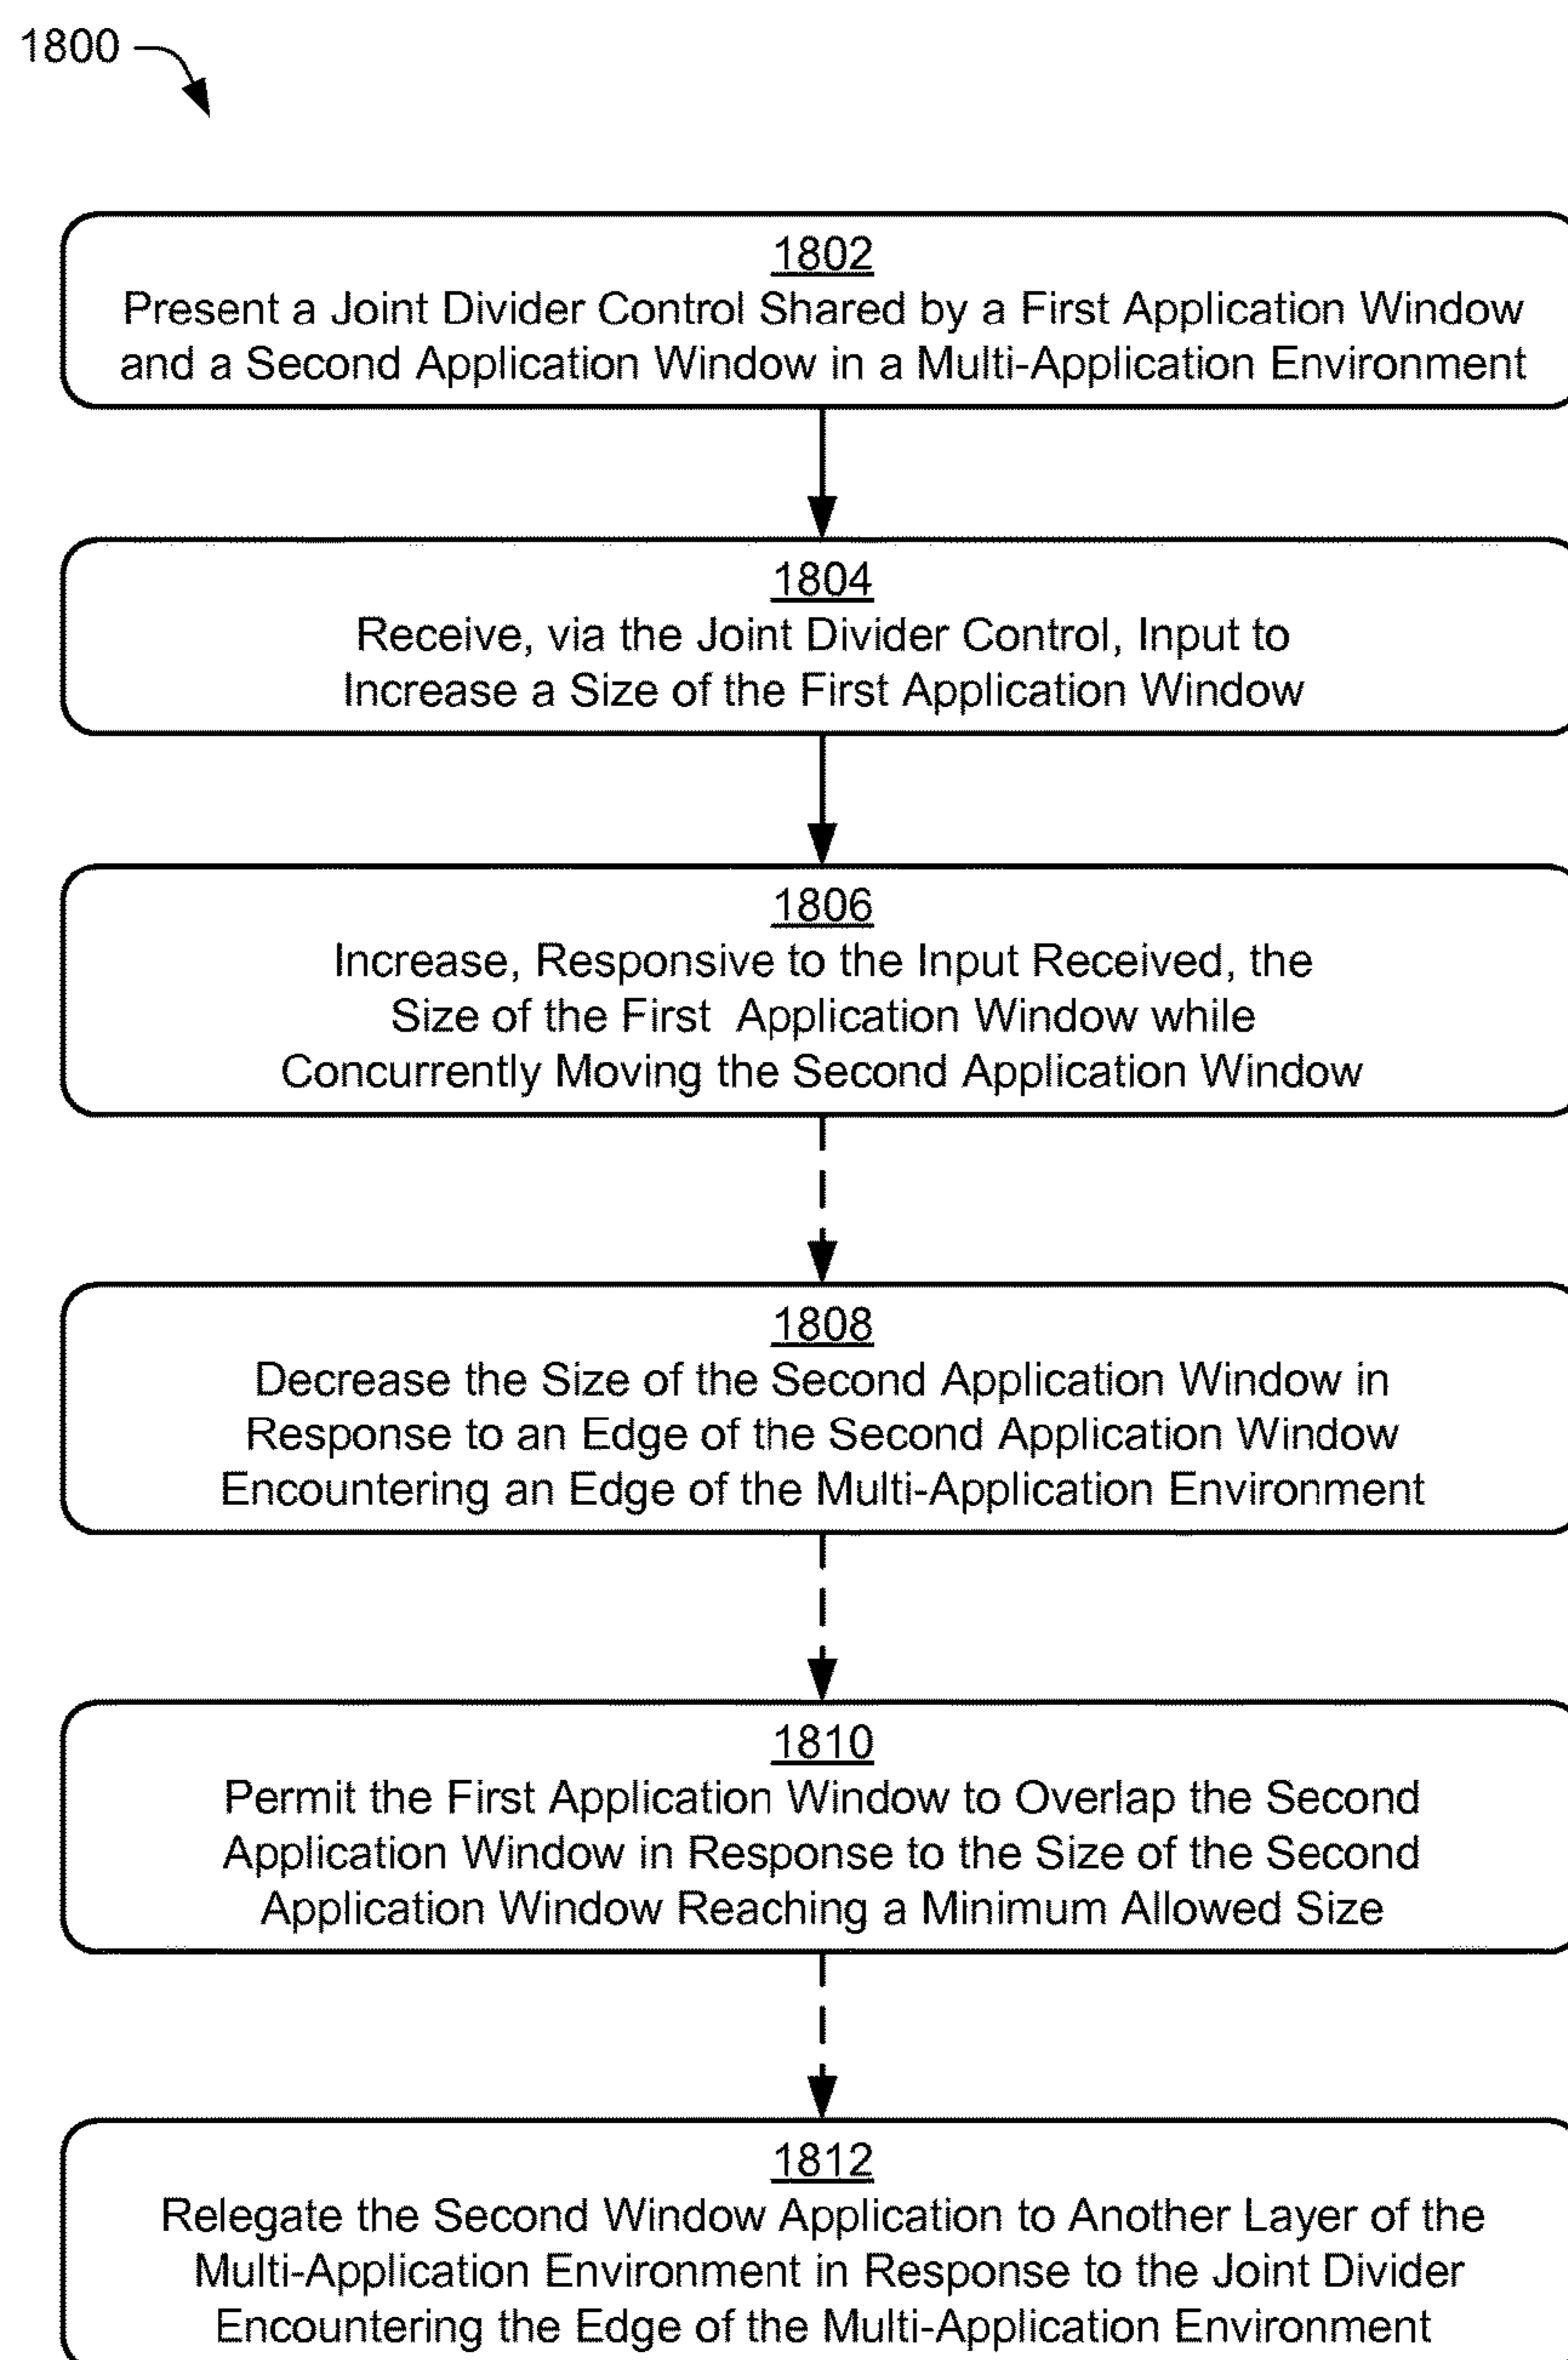 1800
1802
Present a Joint Divider Control Shared by a First Application Window
and a Second Application Window in a Multi-Application Environment
1804
Receive, via the Joint Divider Control, Input to
Increase a Size of the First Application Window
1806
Increase, Responsive to the Input Received, the
Size of the First Application Window while
Concurrently Moving the Second Application Window
1808
Decrease the Size of the Second Application Window in
Response to an Edge of the Second Application Window
Encountering an Edge of the Multi-Application Environment
1810
Permit the First Application Window to Overlap the Second
Application Window in Response to the Size of the Second
Application Window Reaching a Minimum Allowed Size
1812
Relegate the Second Window Application to Another Layer of the
Multi-Application Environment in Response to the Joint Divider
Encountering the Edge of the Multi-Application Environment